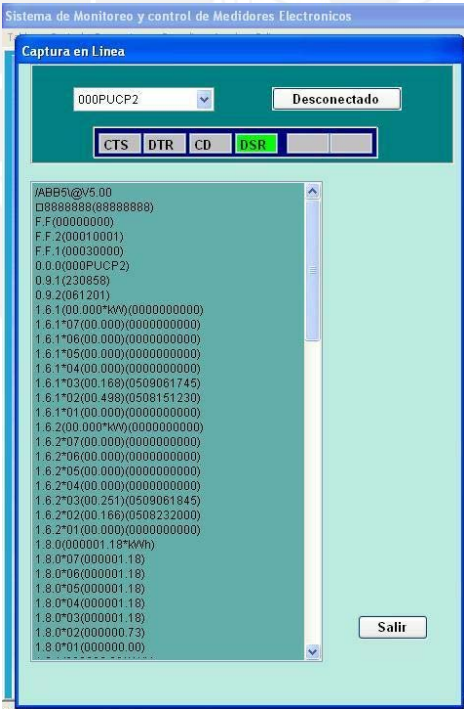 Sistema de Monitoreo y control de Medidores Electronicos
Captura en Linea
000PUCP2
Desconectado
CTS DTR CD DSR
/ABB5\@V5.00
□8888888(88888888)
F.F(00000000)
F.F.2(00010001)
F.F.1(00030000)
0.0.0(000PUCP2)
0.9.1(230858)
0.9.2(061201)
1.6.1(00.000*kW)(0000000000)
1.6.1*07(00.000)(0000000000)
1.6.1*06(00.000)(0000000000)
1.6.1*05(00.000)(0000000000)
1.6.1*04(00.000)(0000000000)
1.6.1*03(00.168)(0509061745)
1.6.1*02(00.498)(0508151230)
1.6.1*01(00.000)(0000000000)
1.6.2(00.000*kW)(0000000000)
1.6.2*07(00.000)(0000000000)
1.6.2*06(00.000)(0000000000)
1.6.2*05(00.000)(0000000000)
1.6.2*04(00.000)(0000000000)
1.6.2*03(00.251)(0509061845)
1.6.2*02(00.166)(0508232000)
1.6.2*01(00.000)(0000000000)
1.8.0(000001.18*kWh)
1.8.0*07(000001.18)
1.8.0*06(000001.18)
1.8.0*05(000001.18)
1.8.0*04(000001.18)
1.8.0*03(000001.18)
1.8.0*02(000000.73)
1.8.0*01(000000.00)
Salir